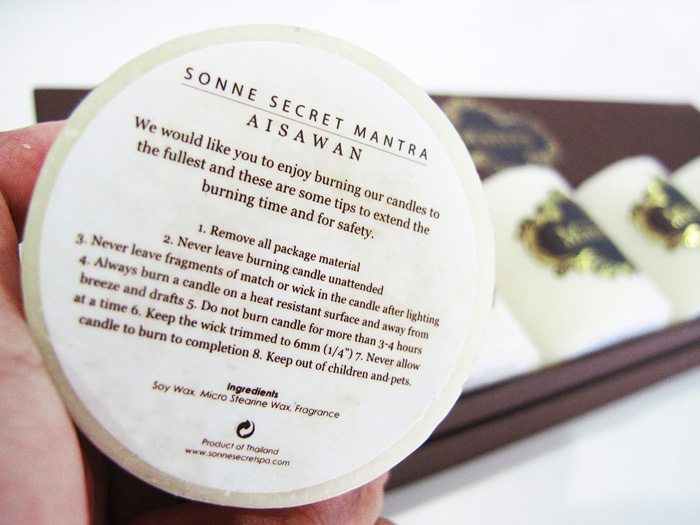 SONNE SECRET MANTRA
AISAWAN
We would like you to enjoy burning our candles to
the fullest and these are some tips to extend the
burning time and for safety.
1. Remove all package material
2. Never leave burning candle unattended
3. Never leave fragments of match or wick in the candle after lighting
4. Always burn a candle on a heat resistant surface and away from
breeze and drafts 5. Do not burn candle for more than 3-4 hours
at a time 6. Keep the wick trimmed to 6mm (1/4") 7. Never allow
candle to burn to completion 8. Keep out of children and pets.
Ingredients
Soy Wax, Micro Stearine Wax, Fragrance
Product of Thailand
www.sonnesecretspa.com